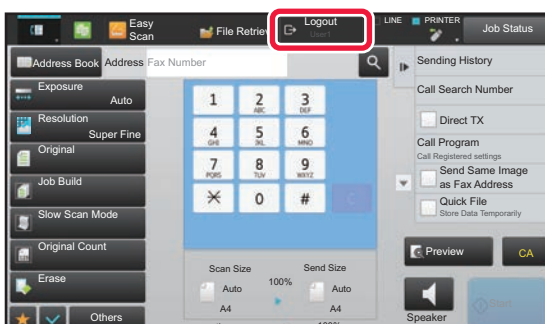 Easy
Scan
File Retrieve
Logout
User1
LINE
PRINTER
Job Status
Address Book
Address
Fax Number
Sending History
Exposure
Auto
Resolution
Super Fine
Original
Job Build
Slow Scan Mode
Original Count
Erase
Others
1
2
ABC
3
DEF
4
GHI
5
JKL
6
MNO
7
PQRS
8
TUV
9
WXYZ
0
#
C
Scan Size
Send Size
100%
Auto
Auto
A4
A4
100%
Call Search Number
Direct TX
Call Program
Call Registered settings
Send Same Image
as Fax Address
Quick File
Store Data Temporarily
Preview
CA
Speaker
Start